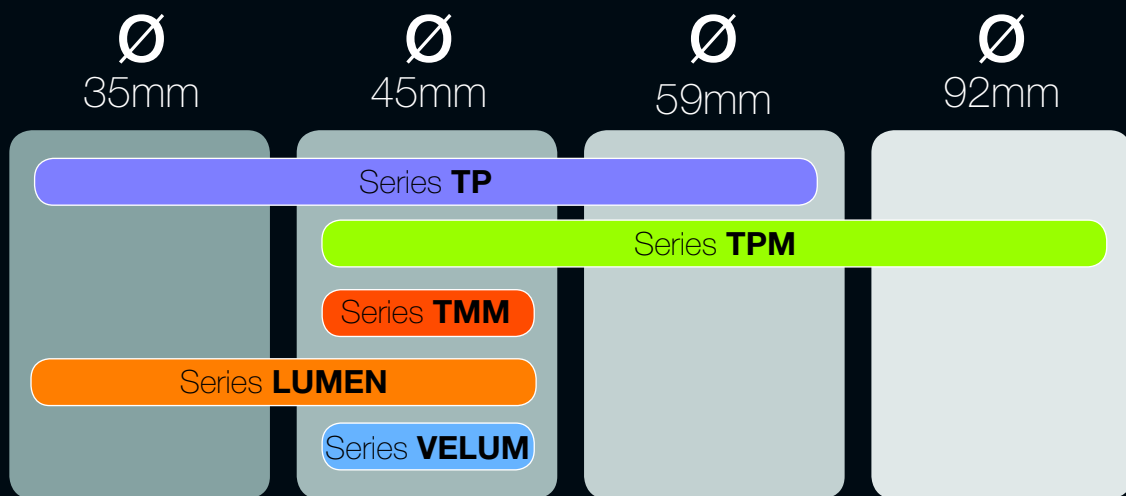 Ø Ø Ø Ø
35mm 45mm 59mm 92mm
Series TP
Series TPM
Series TMM
Series LUMEN
Series VELUM